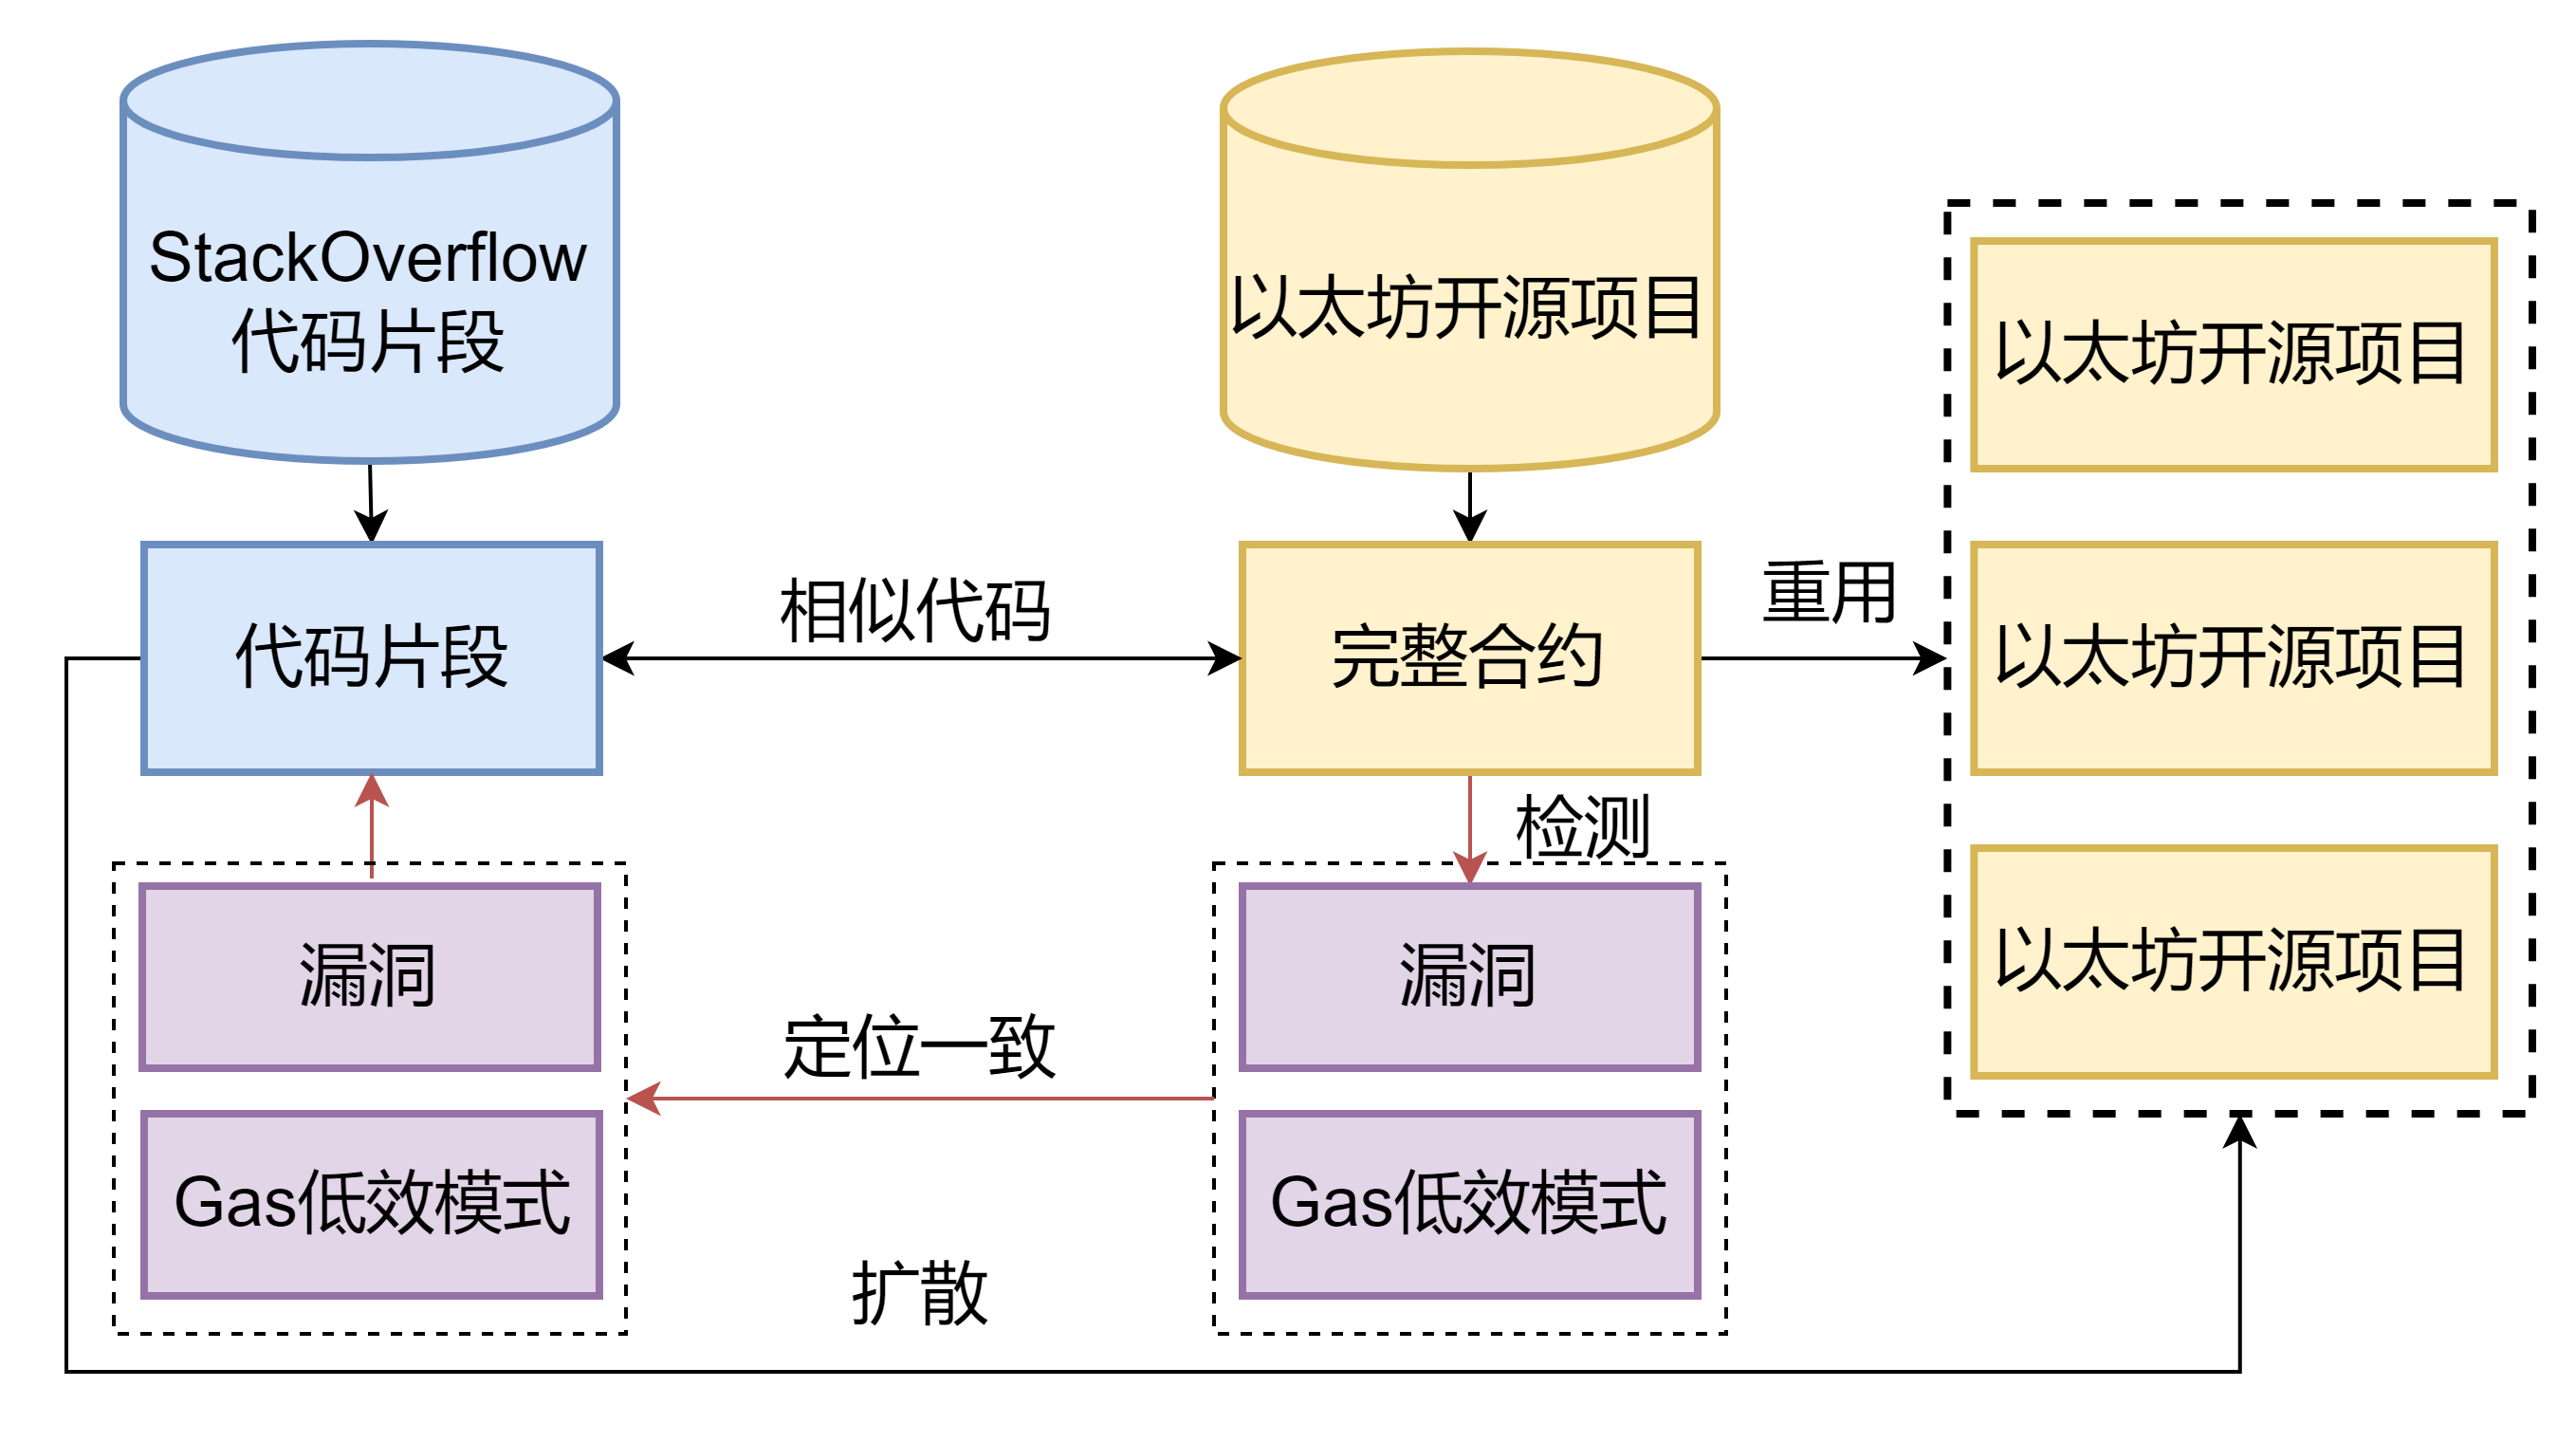 StackOverflow
代码片段
以太坊开源项目
以太坊开源项目
代码片段
相似代码
完整合约
重用
以太坊开源项目
检测
漏洞
漏洞
以太坊开源项目
定位一致
Gas低效模式
Gas低效模式
扩散